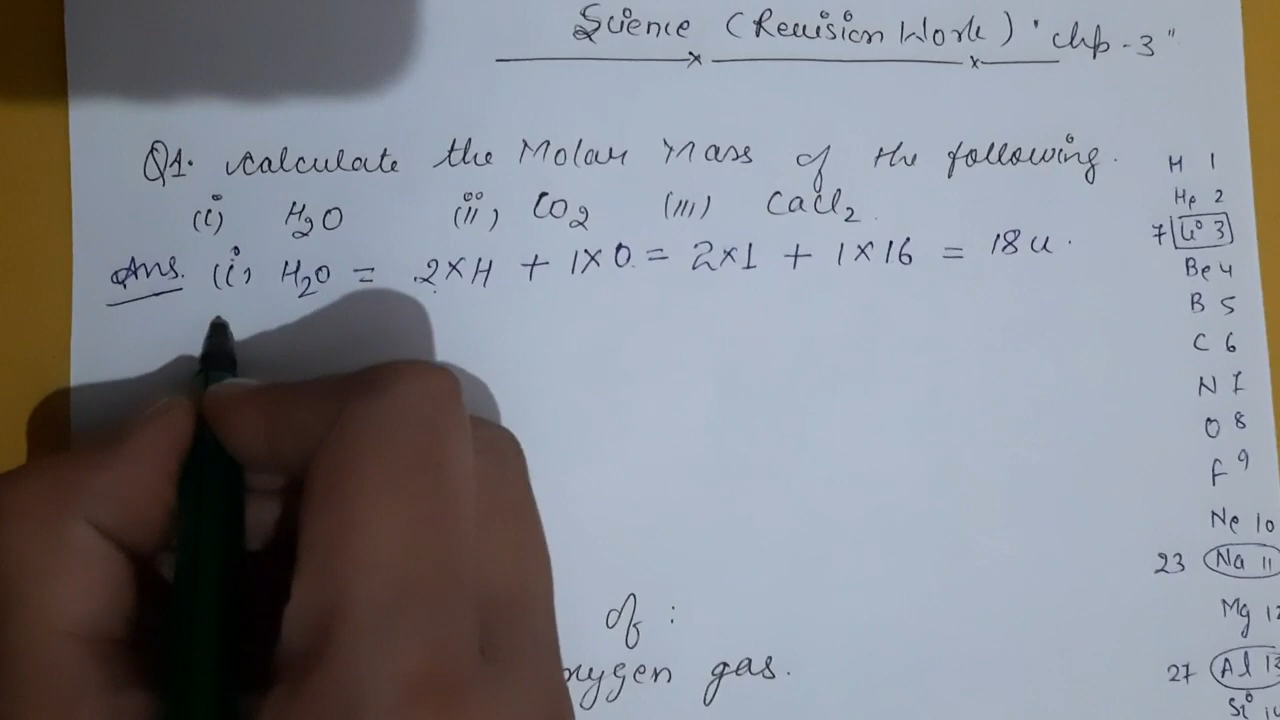 Science (Revision Work) "Chp-3"
Q1. Calculate the Molar Mass of the following.
(i) H2O (ii) CO2 (iii) CaCl2.
Ans. (i) H2O = 2×H + 1×O = 2×1 + 1×16 = 18u.
of :
oxygen gas.
H 1
He 2
7 Li 3
Be 4
B 5
C 6
N 7
O 8
F 9
Ne 10
23 Na 11
Mg 12
27 Al 13
Si 14